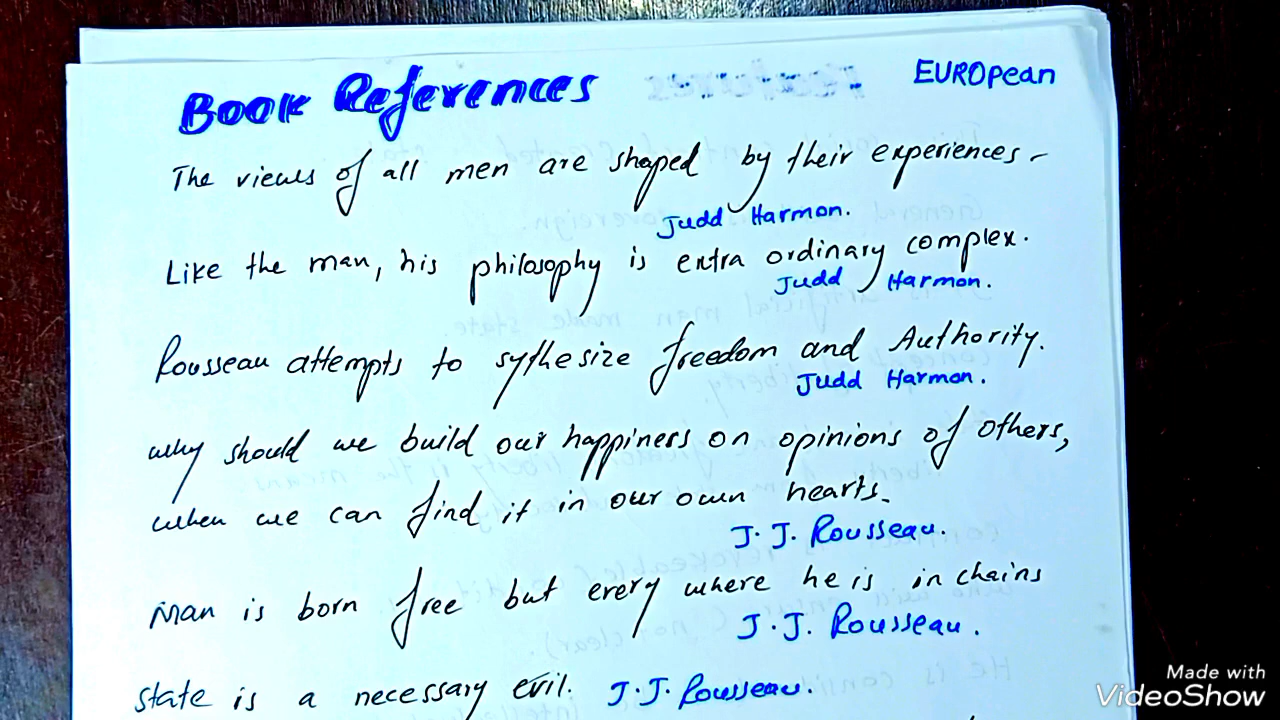 Book References
EUROPean
The views of all men are shaped by their experiences -
Judd Harmon.
Like the man, his philosophy is extra ordinary complex.
Judd Harmon.
Rousseau attempts to sythesize freedom and Authority.
Judd Harmon.
why should we build our happiness on opinions of others,
when we can find it in our own hearts.
J.J. Rousseau.
Man is born free but every where he is in chains
J.J. Rousseau.
state is a necessary evil. J.J. Rousseau.
Made with
VideoShow